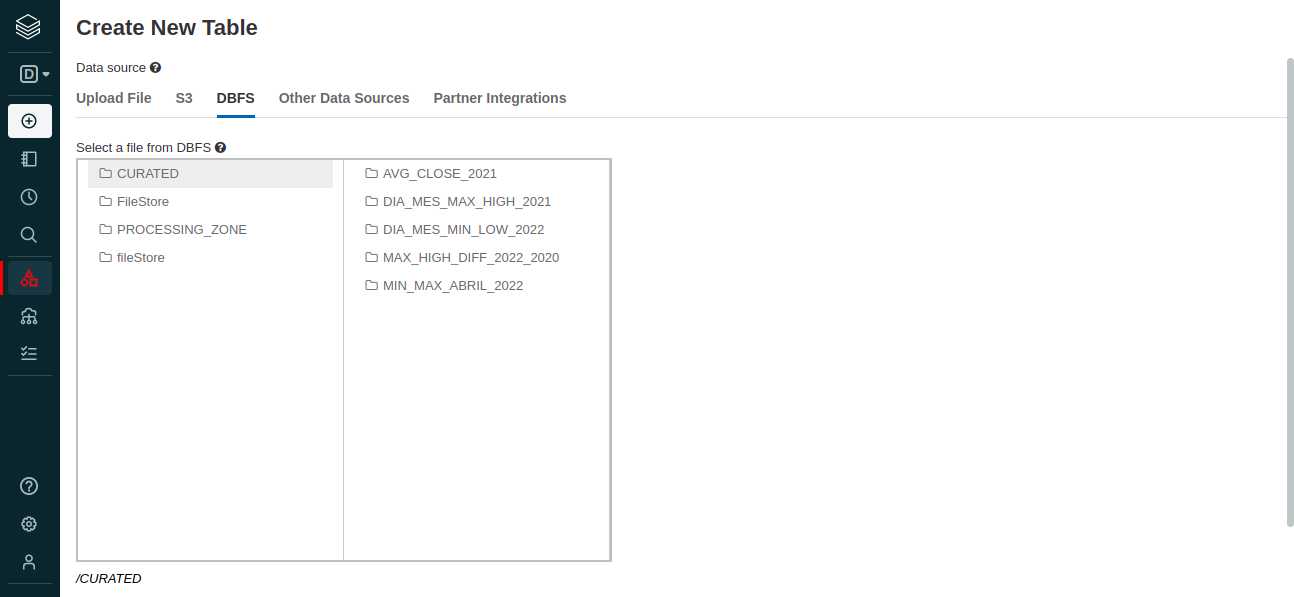 Create New Table
D
Data source
Upload File S3 DBFS Other Data Sources Partner Integrations
Select a file from DBFS
CURATED
FileStore
PROCESSING_ZONE
fileStore
AVG_CLOSE_2021
DIA_MES_MAX_HIGH_2021
DIA_MES_MIN_LOW_2022
MAX_HIGH_DIFF_2022_2020
MIN_MAX_ABRIL_2022
/CURATED